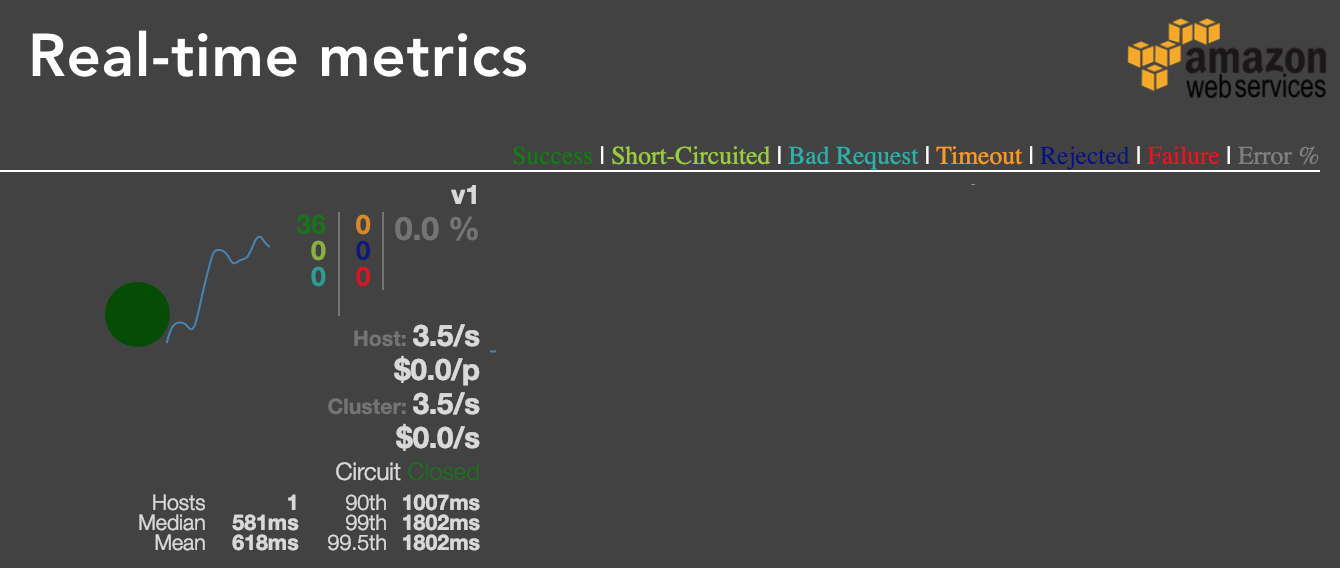 Real-time metrics
amazon
web services
Success | Short-Circuited | Bad Request | Timeout | Rejected | Failure | Error %
v1
36 0 0.0 %
0 0
0 0
Host: 3.5/s
$0.0/p
Cluster: 3.5/s
$0.0/s
Circuit Closed
Hosts 1 90th 1007ms
Median 581ms 99th 1802ms
Mean 618ms 99.5th 1802ms